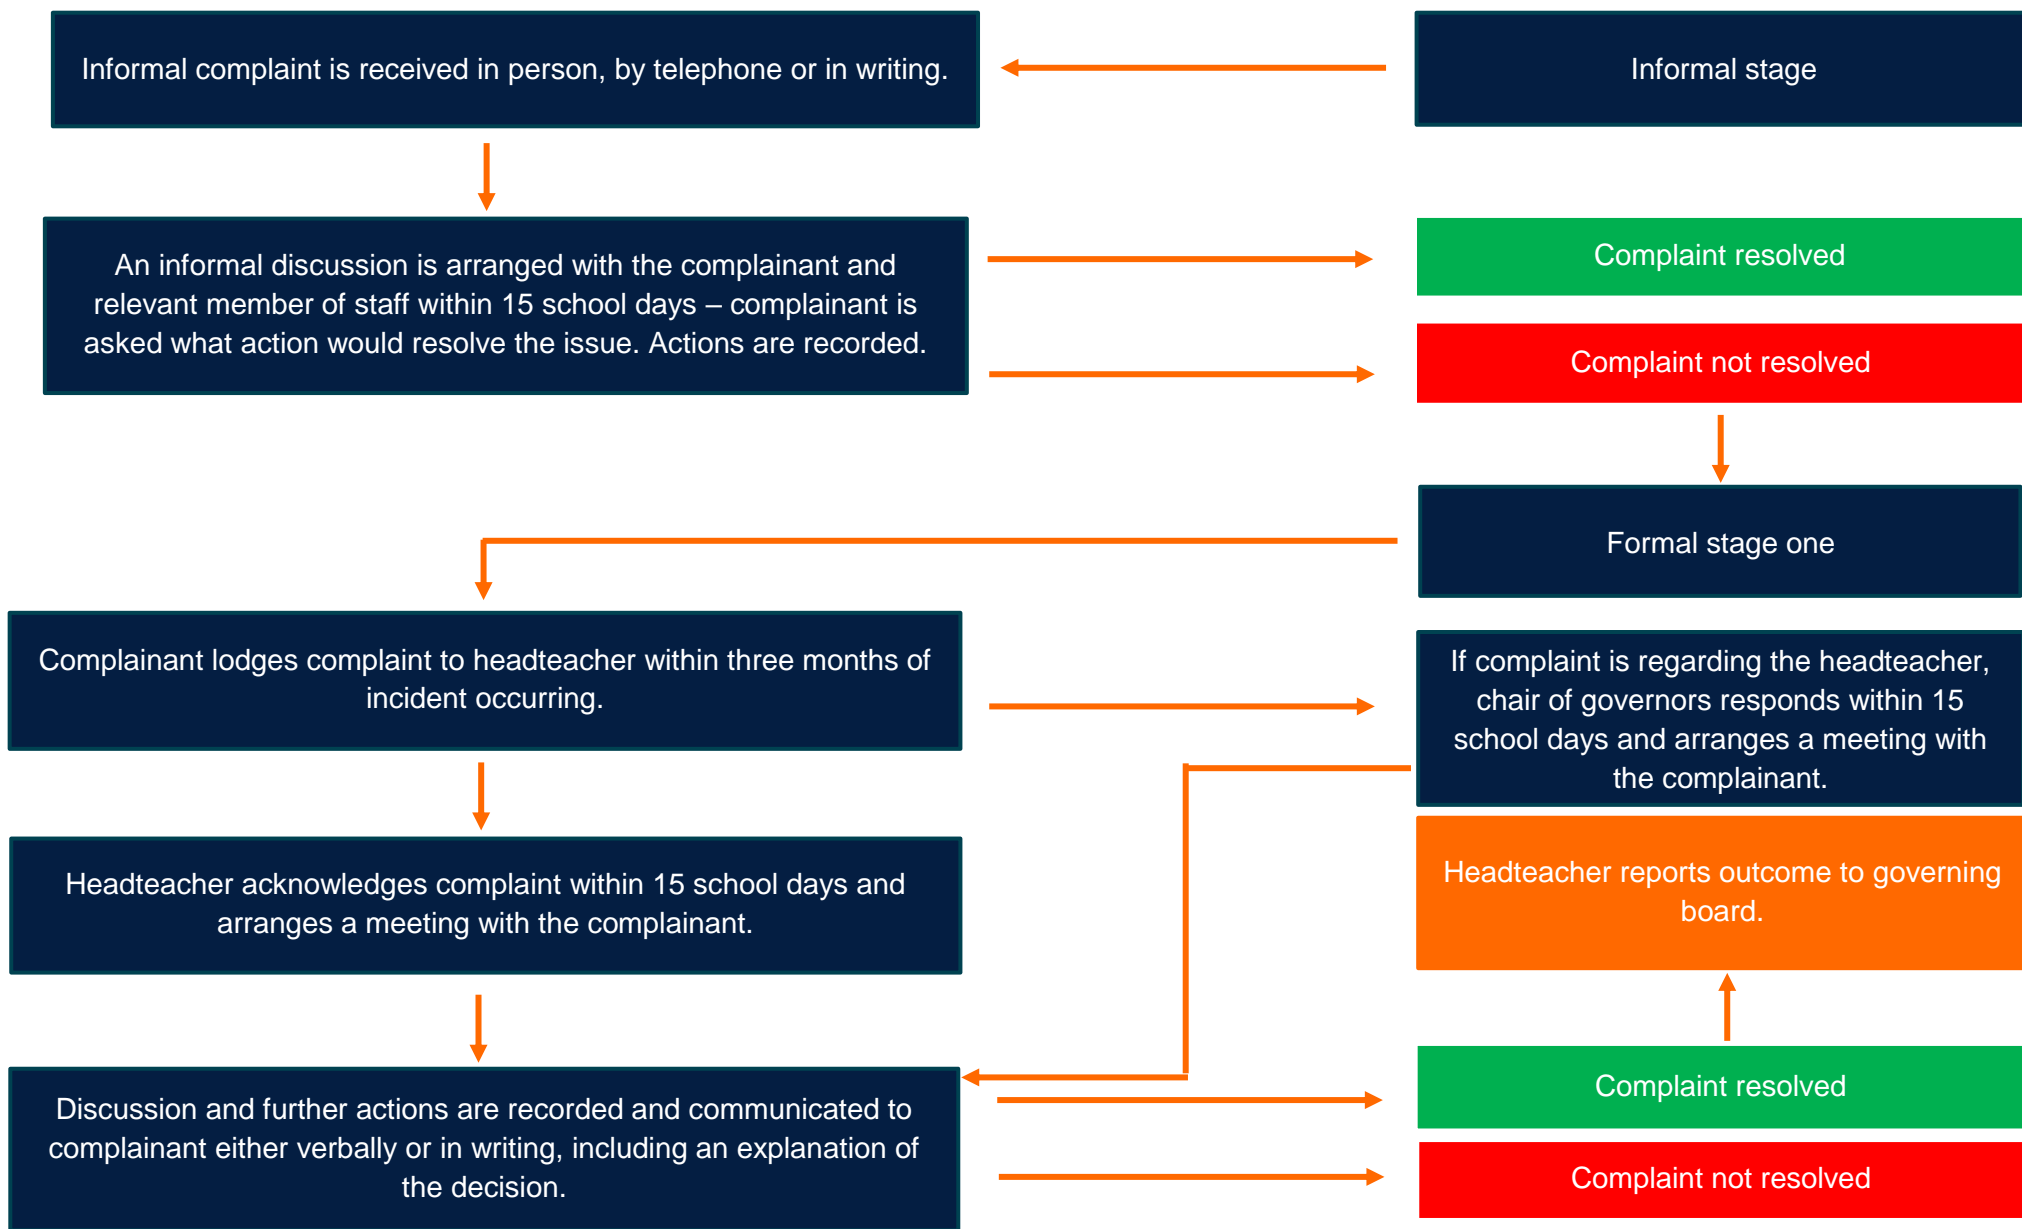 Informal stage
Informal complaint is received in person, by telephone or in writing.
An informal discussion is arranged with the complainant and
relevant member of staff within 15 school days – complainant is
asked what action would resolve the issue. Actions are recorded.
Complaint resolved
Complaint not resolved
Formal stage one
Complainant lodges complaint to headteacher within three months of
incident occurring.
If complaint is regarding the headteacher,
chair of governors responds within 15
school days and arranges a meeting with
the complainant.
Headteacher acknowledges complaint within 15 school days and
arranges a meeting with the complainant.
Headteacher reports outcome to governing
board.
Discussion and further actions are recorded and communicated to
complainant either verbally or in writing, including an explanation of
the decision.
Complaint resolved
Complaint not resolved